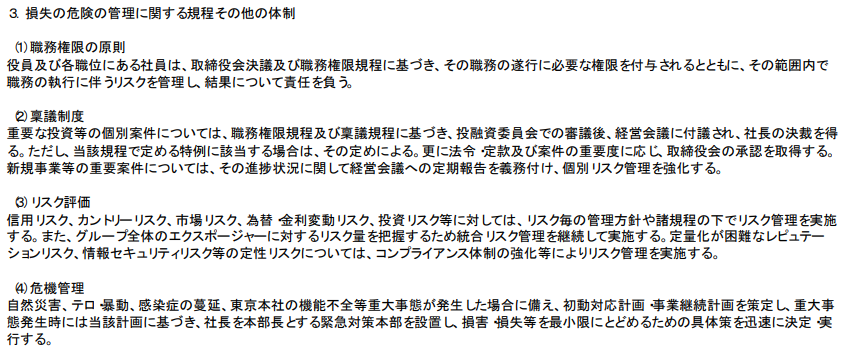 ３．損失の危険の管理に関する規程その他の体制
(1)職務権限の原則
役員及び各職位にある社員は、取締役会決議及び職務権限規程に基づき、その職務の遂行に必要な権限を付与されるとともに、その範囲内で
職務の執行に伴うリスクを管理し、結果について責任を負う。
(2)稟議制度
重要な投資等の個別案件については、職務権限規程及び稟議規程に基づき、投融資委員会での審議後、経営会議に付議され、社長の決裁を得
る。ただし、当該規程で定める特例に該当する場合は、その定めによる。更に法令・定款及び案件の重要度に応じ、取締役会の承認を取得する。
新規事業等の重要案件については、その進捗状況に関して経営会議への定期報告を義務付け、個別リスク管理を強化する。
(3)リスク評価
信用リスク、カントリーリスク、市場リスク、為替・金利変動リスク、投資リスク等に対しては、リスク毎の管理方針や諸規程の下でリスク管理を実施
する。また、グループ全体のエクスポージャーに対するリスク量を把握するため統合リスク管理を継続して実施する。定量化が困難なレピュテー
ションリスク、情報セキュリティリスク等の定性リスクについては、コンプライアンス体制の強化等によりリスク管理を実施する。
(4)危機管理
自然災害、テロ・暴動、感染症の蔓延、東京本社の機能不全等重大事態が発生した場合に備え、初動対応計画・事業継続計画を策定し、重大事
態発生時には当該計画に基づき、社長を本部長とする緊急対策本部を設置し、損害・損失等を最小限にとどめるための具体策を迅速に決定・実
行する。